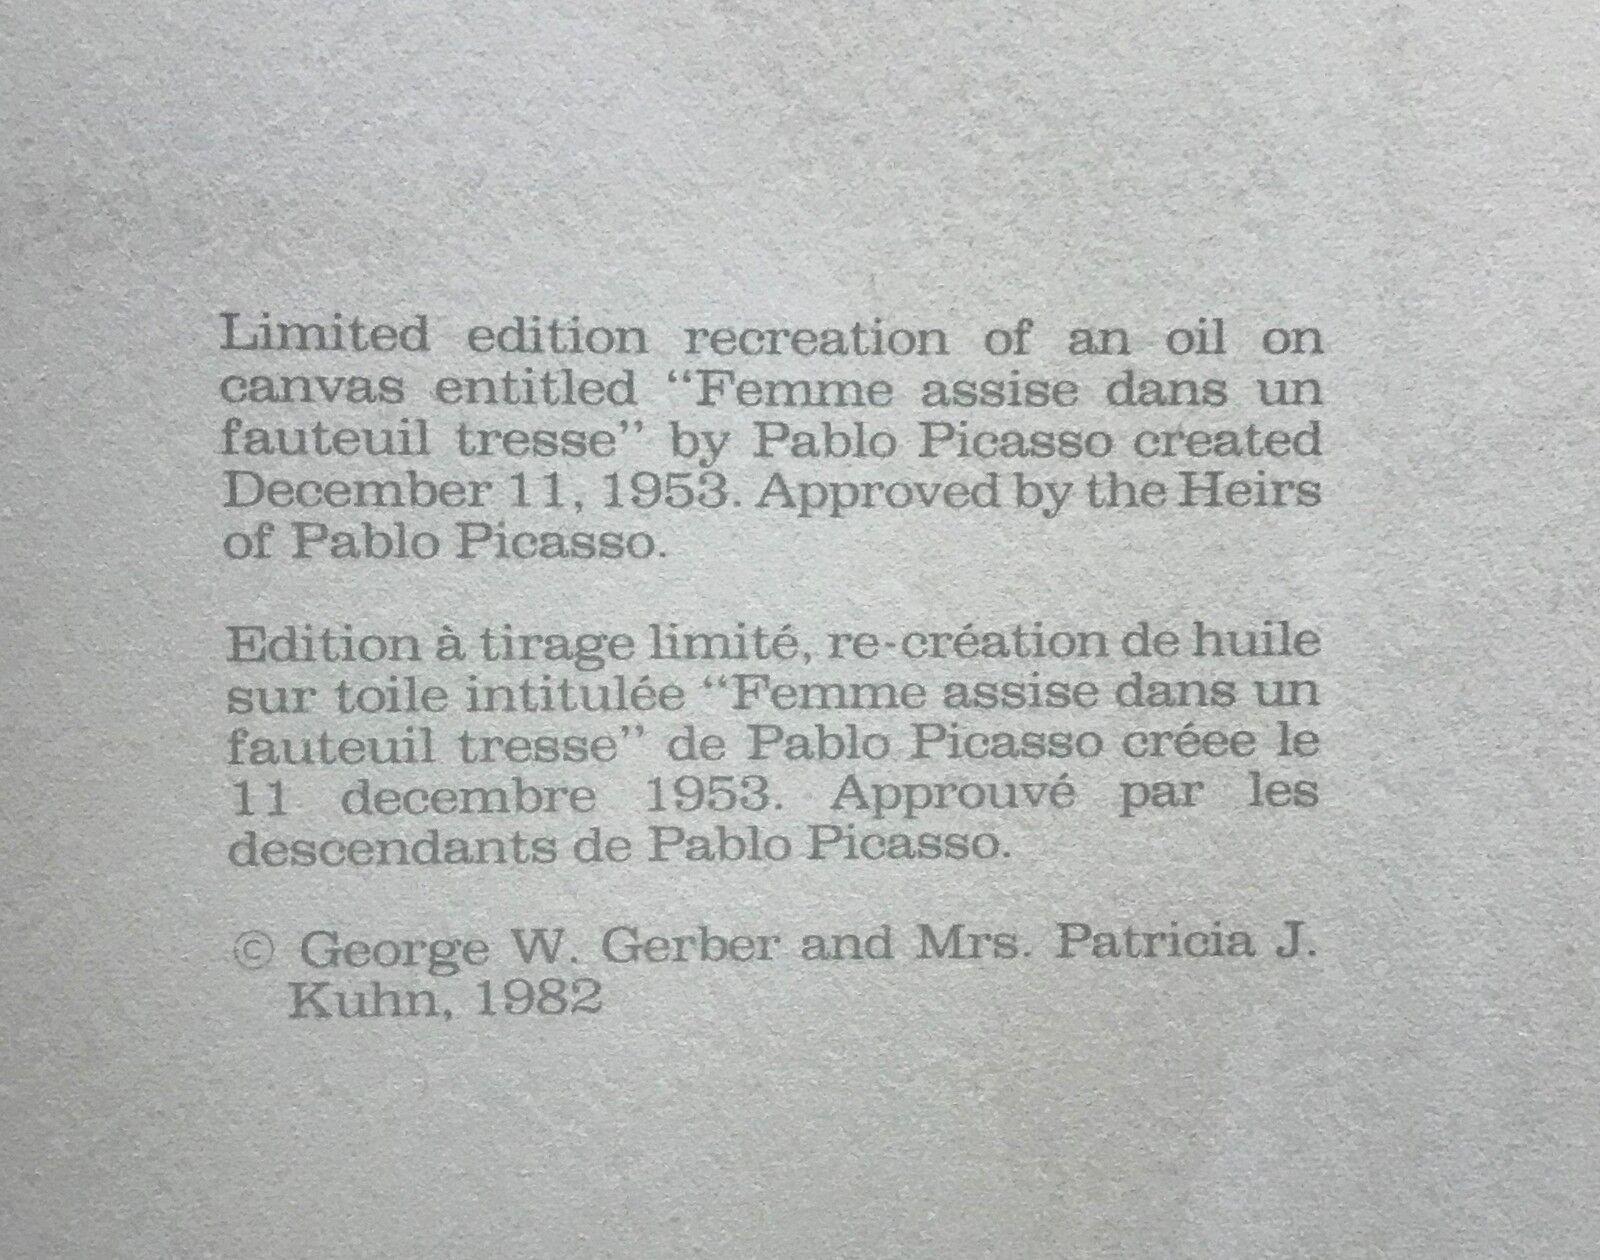 Limited edition recreation of an oil on
canvas entitled “Femme assise dans un
fauteuil tresse” by Pablo Picasso created
December 11, 1953. Approved by the Heirs
of Pablo Picasso.
Edition à tirage limité, re-création de huile
sur toile intitulée “Femme assise dans un
fauteuil tresse” de Pablo Picasso créee le
11 decembre 1953. Approuvé par les
descendants de Pablo Picasso.
© George W. Gerber and Mrs. Patricia J.
Kuhn, 1982